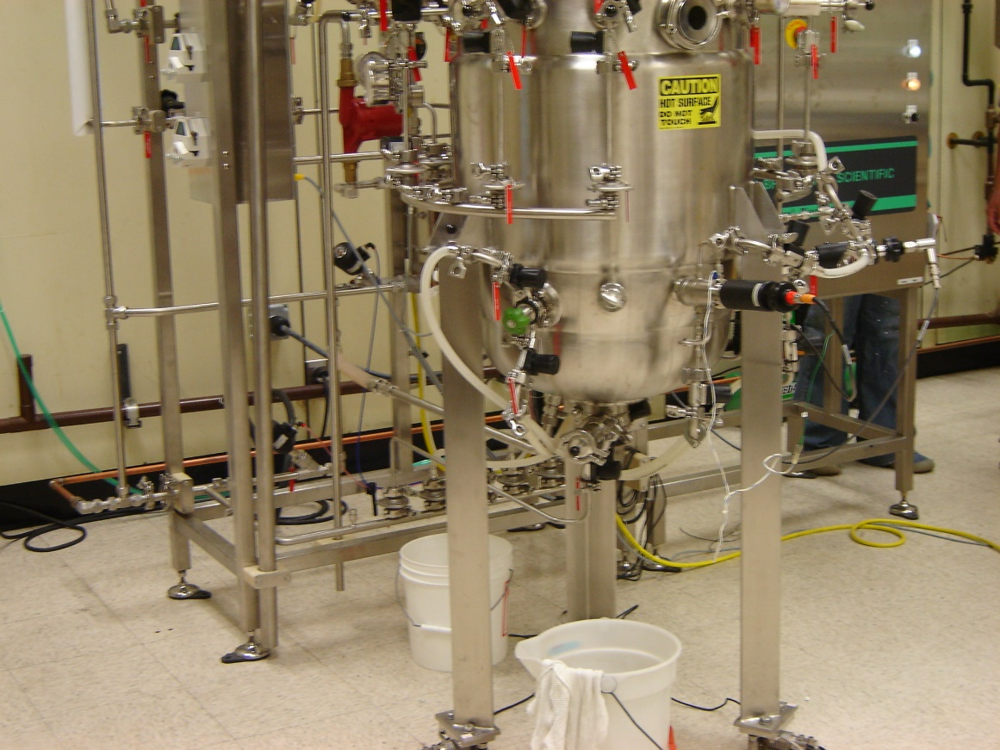 CAUTION
HOT SURFACE
DO NOT
TOUCH
SCIENTIFIC